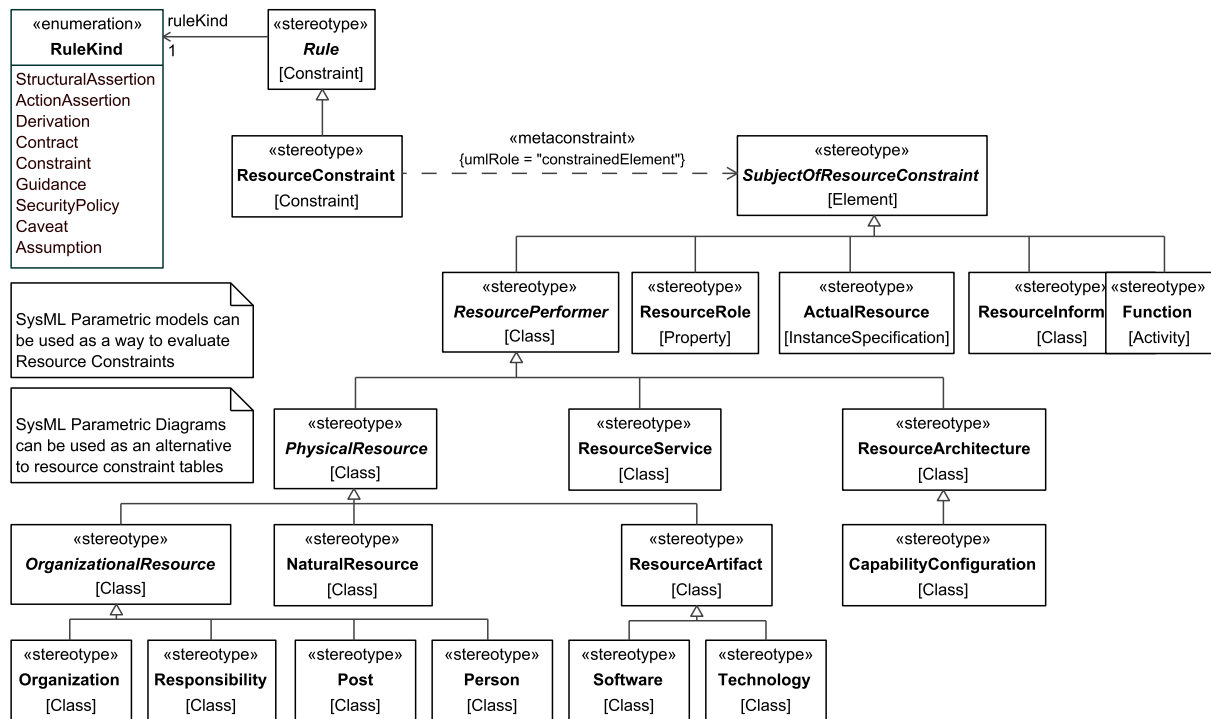 «enumeration»
RuleKind
StructuralAssertion
ActionAssertion
Derivation
Contract
Constraint
Guidance
SecurityPolicy
Caveat
Assumption
ruleKind
1
«stereotype»
Rule
[Constraint]
«stereotype»
ResourceConstraint
[Constraint]
«metaconstraint»
{umlRole = "constrainedElement"}
«stereotype»
SubjectOfResourceConstraint
[Element]
SysML Parametric models can
be used as a way to evaluate
Resource Constraints
SysML Parametric Diagrams
can be used as an alternative
to resource constraint tables
«stereotype»
ResourcePerformer
[Class]
«stereotype»
ResourceRole
[Property]
«stereotype»
ActualResource
[InstanceSpecification]
«stereotype»
[Class]
«stereotype»
Function
[Activity]
«stereotype»
PhysicalResource
[Class]
«stereotype»
ResourceService
[Class]
«stereotype»
ResourceArchitecture
[Class]
«stereotype»
OrganizationalResource
[Class]
«stereotype»
NaturalResource
[Class]
«stereotype»
ResourceArtifact
[Class]
«stereotype»
CapabilityConfiguration
[Class]
«stereotype»
Organization
[Class]
«stereotype»
Responsibility
[Class]
«stereotype»
Post
[Class]
«stereotype»
Person
[Class]
«stereotype»
Software
[Class]
«stereotype»
Technology
[Class]